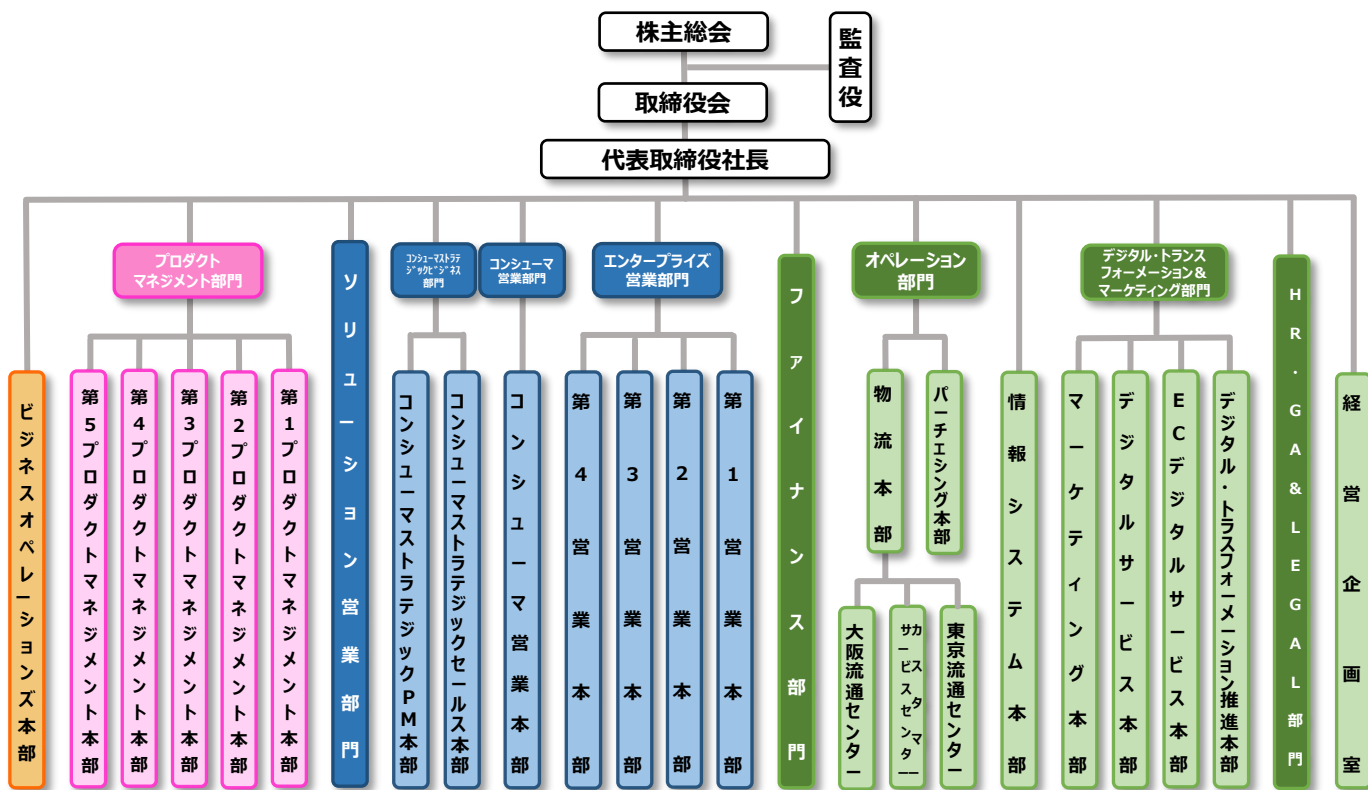 株主総会
監査役
取締役会
代表取締役社長
プロダクト
マネジメント部門
ソリューション営業部門
コンシューマストラテ
ジックビジネス
部門
コンシューマ
営業部門
エンタープライズ
営業部門
ファイナンス部門
オペレーション
部門
デジタル・トランス
フォーメーション&
マーケティング部門
HR・GA&LEGAL部門
ビジネスオペレーションズ本部
第5プロダクトマネジメント本部
第4プロダクトマネジメント本部
第3プロダクトマネジメント本部
第2プロダクトマネジメント本部
第1プロダクトマネジメント本部
コンシューマストラテジックPM本部
コンシューマストラテジックセールス本部
コンシューマ営業本部
第4営業本部
第3営業本部
第2営業本部
第1営業本部
物流本部
パーチェシング本部
情報システム本部
マーケティング本部
デジタルサービス本部
ECデジタルサービス本部
デジタル・トラスフォーメーション推進本部
経営企画室
大阪流通センター
カスタマー
サービスセンター
東京流通センター